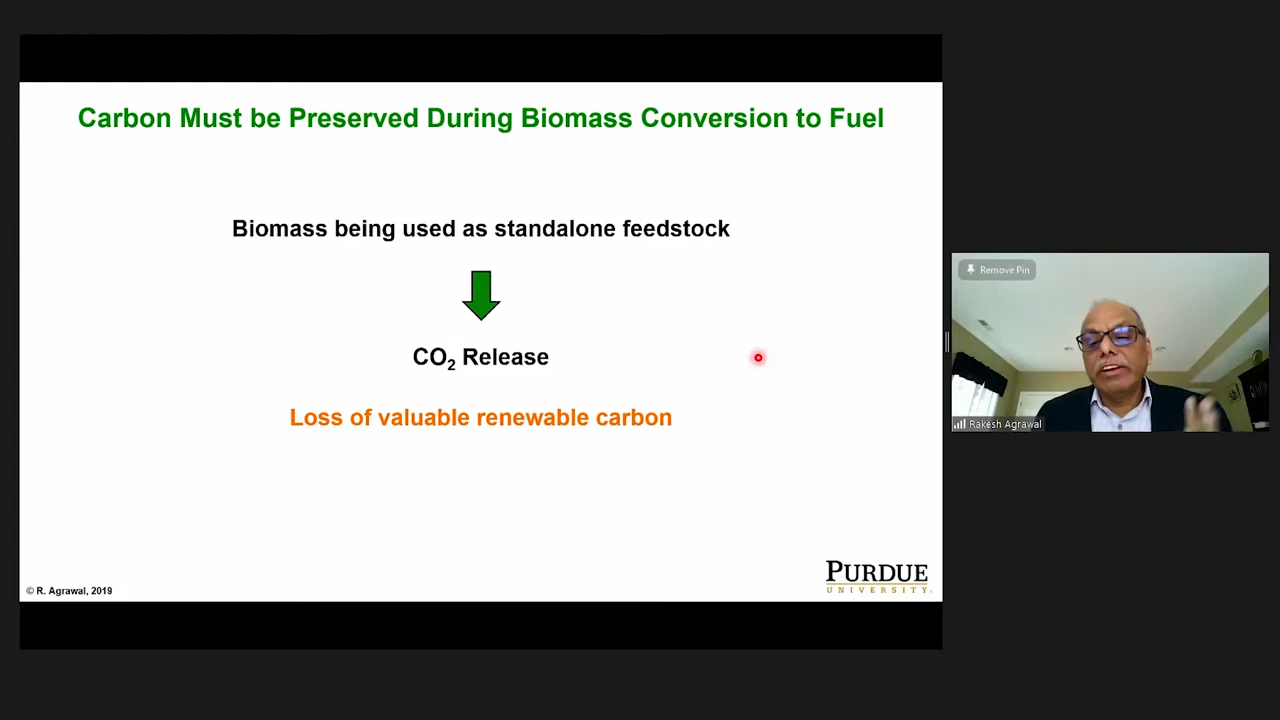 Carbon Must be Preserved During Biomass Conversion to Fuel
Biomass being used as standalone feedstock
CO₂ Release
Loss of valuable renewable carbon
© R. Agrawal, 2019
PURDUE
UNIVERSITY
Remove Pin
Rakesh Agrawal